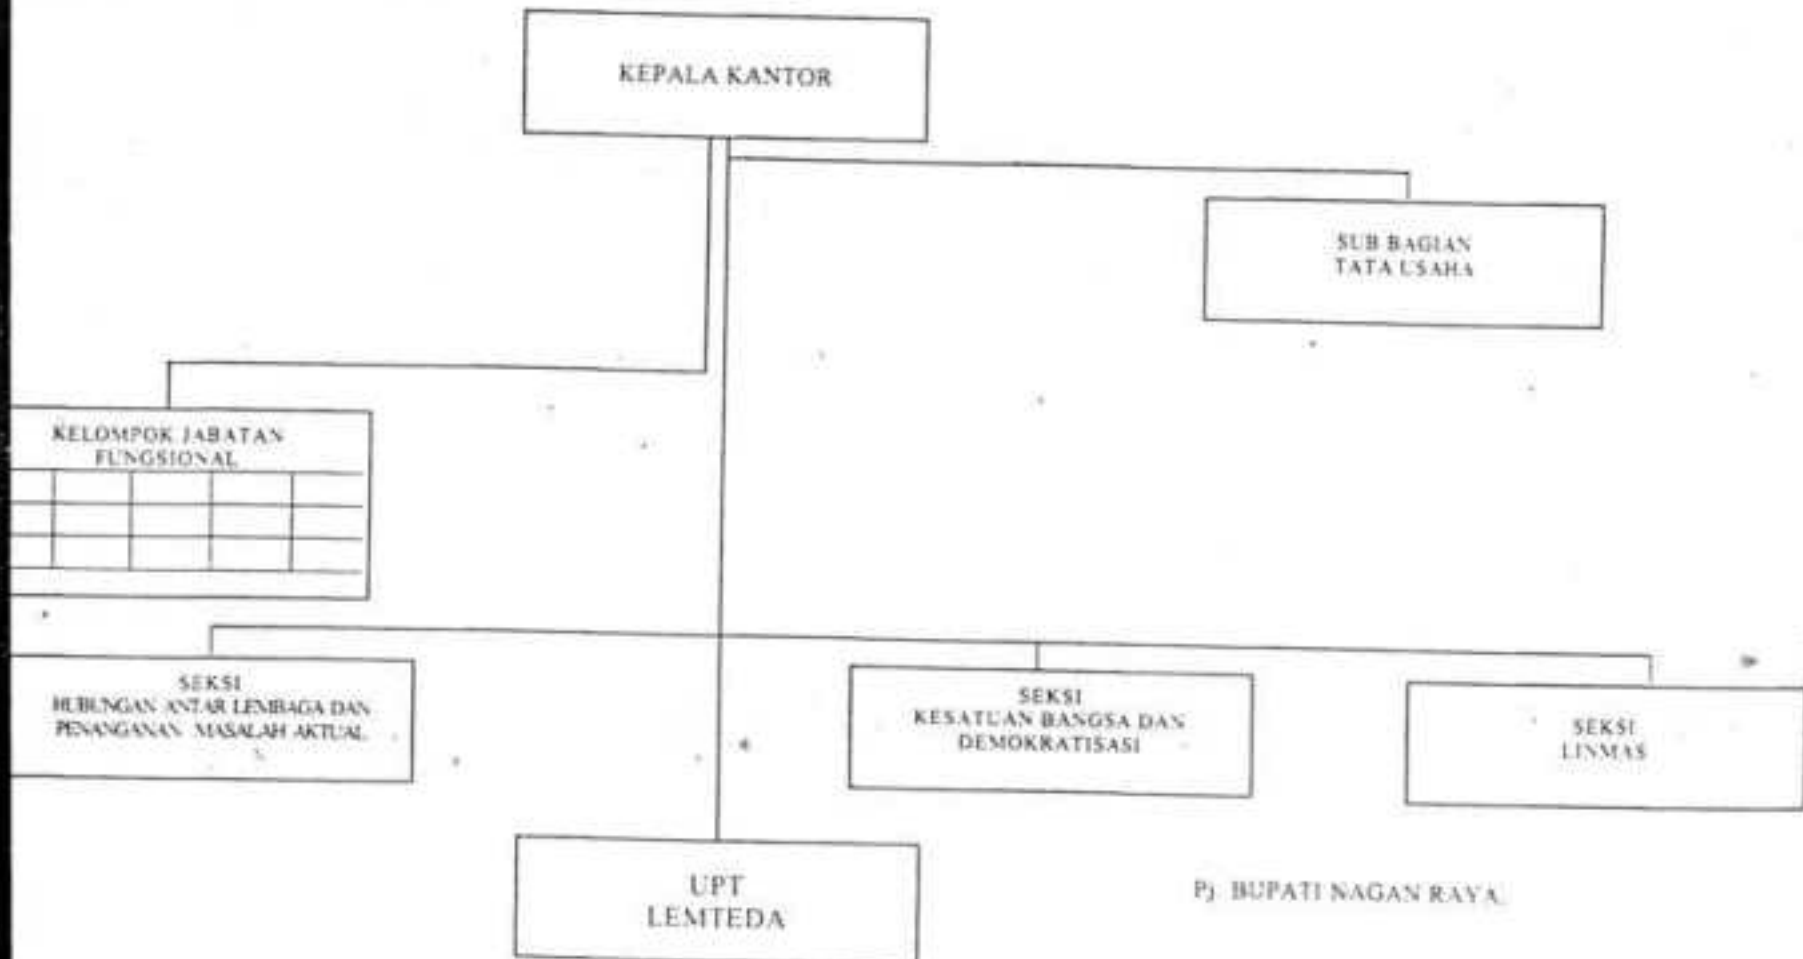 KEPALA KANTOR
SUB BAGIAN
TATA USAHA
KELOMPOK JABATAN
FUNGSIONAL
SEKSI
HUBUNGAN ANTAR LEMBAGA DAN
PENANGANAN MASALAH AKTUAL
SEKSI
KESATUAN BANGSA DAN
DEMOKRATISASI
SEKSI
LINMAS
UPT
LEMTEDA
Pj. BUPATI NAGAN RAYA,